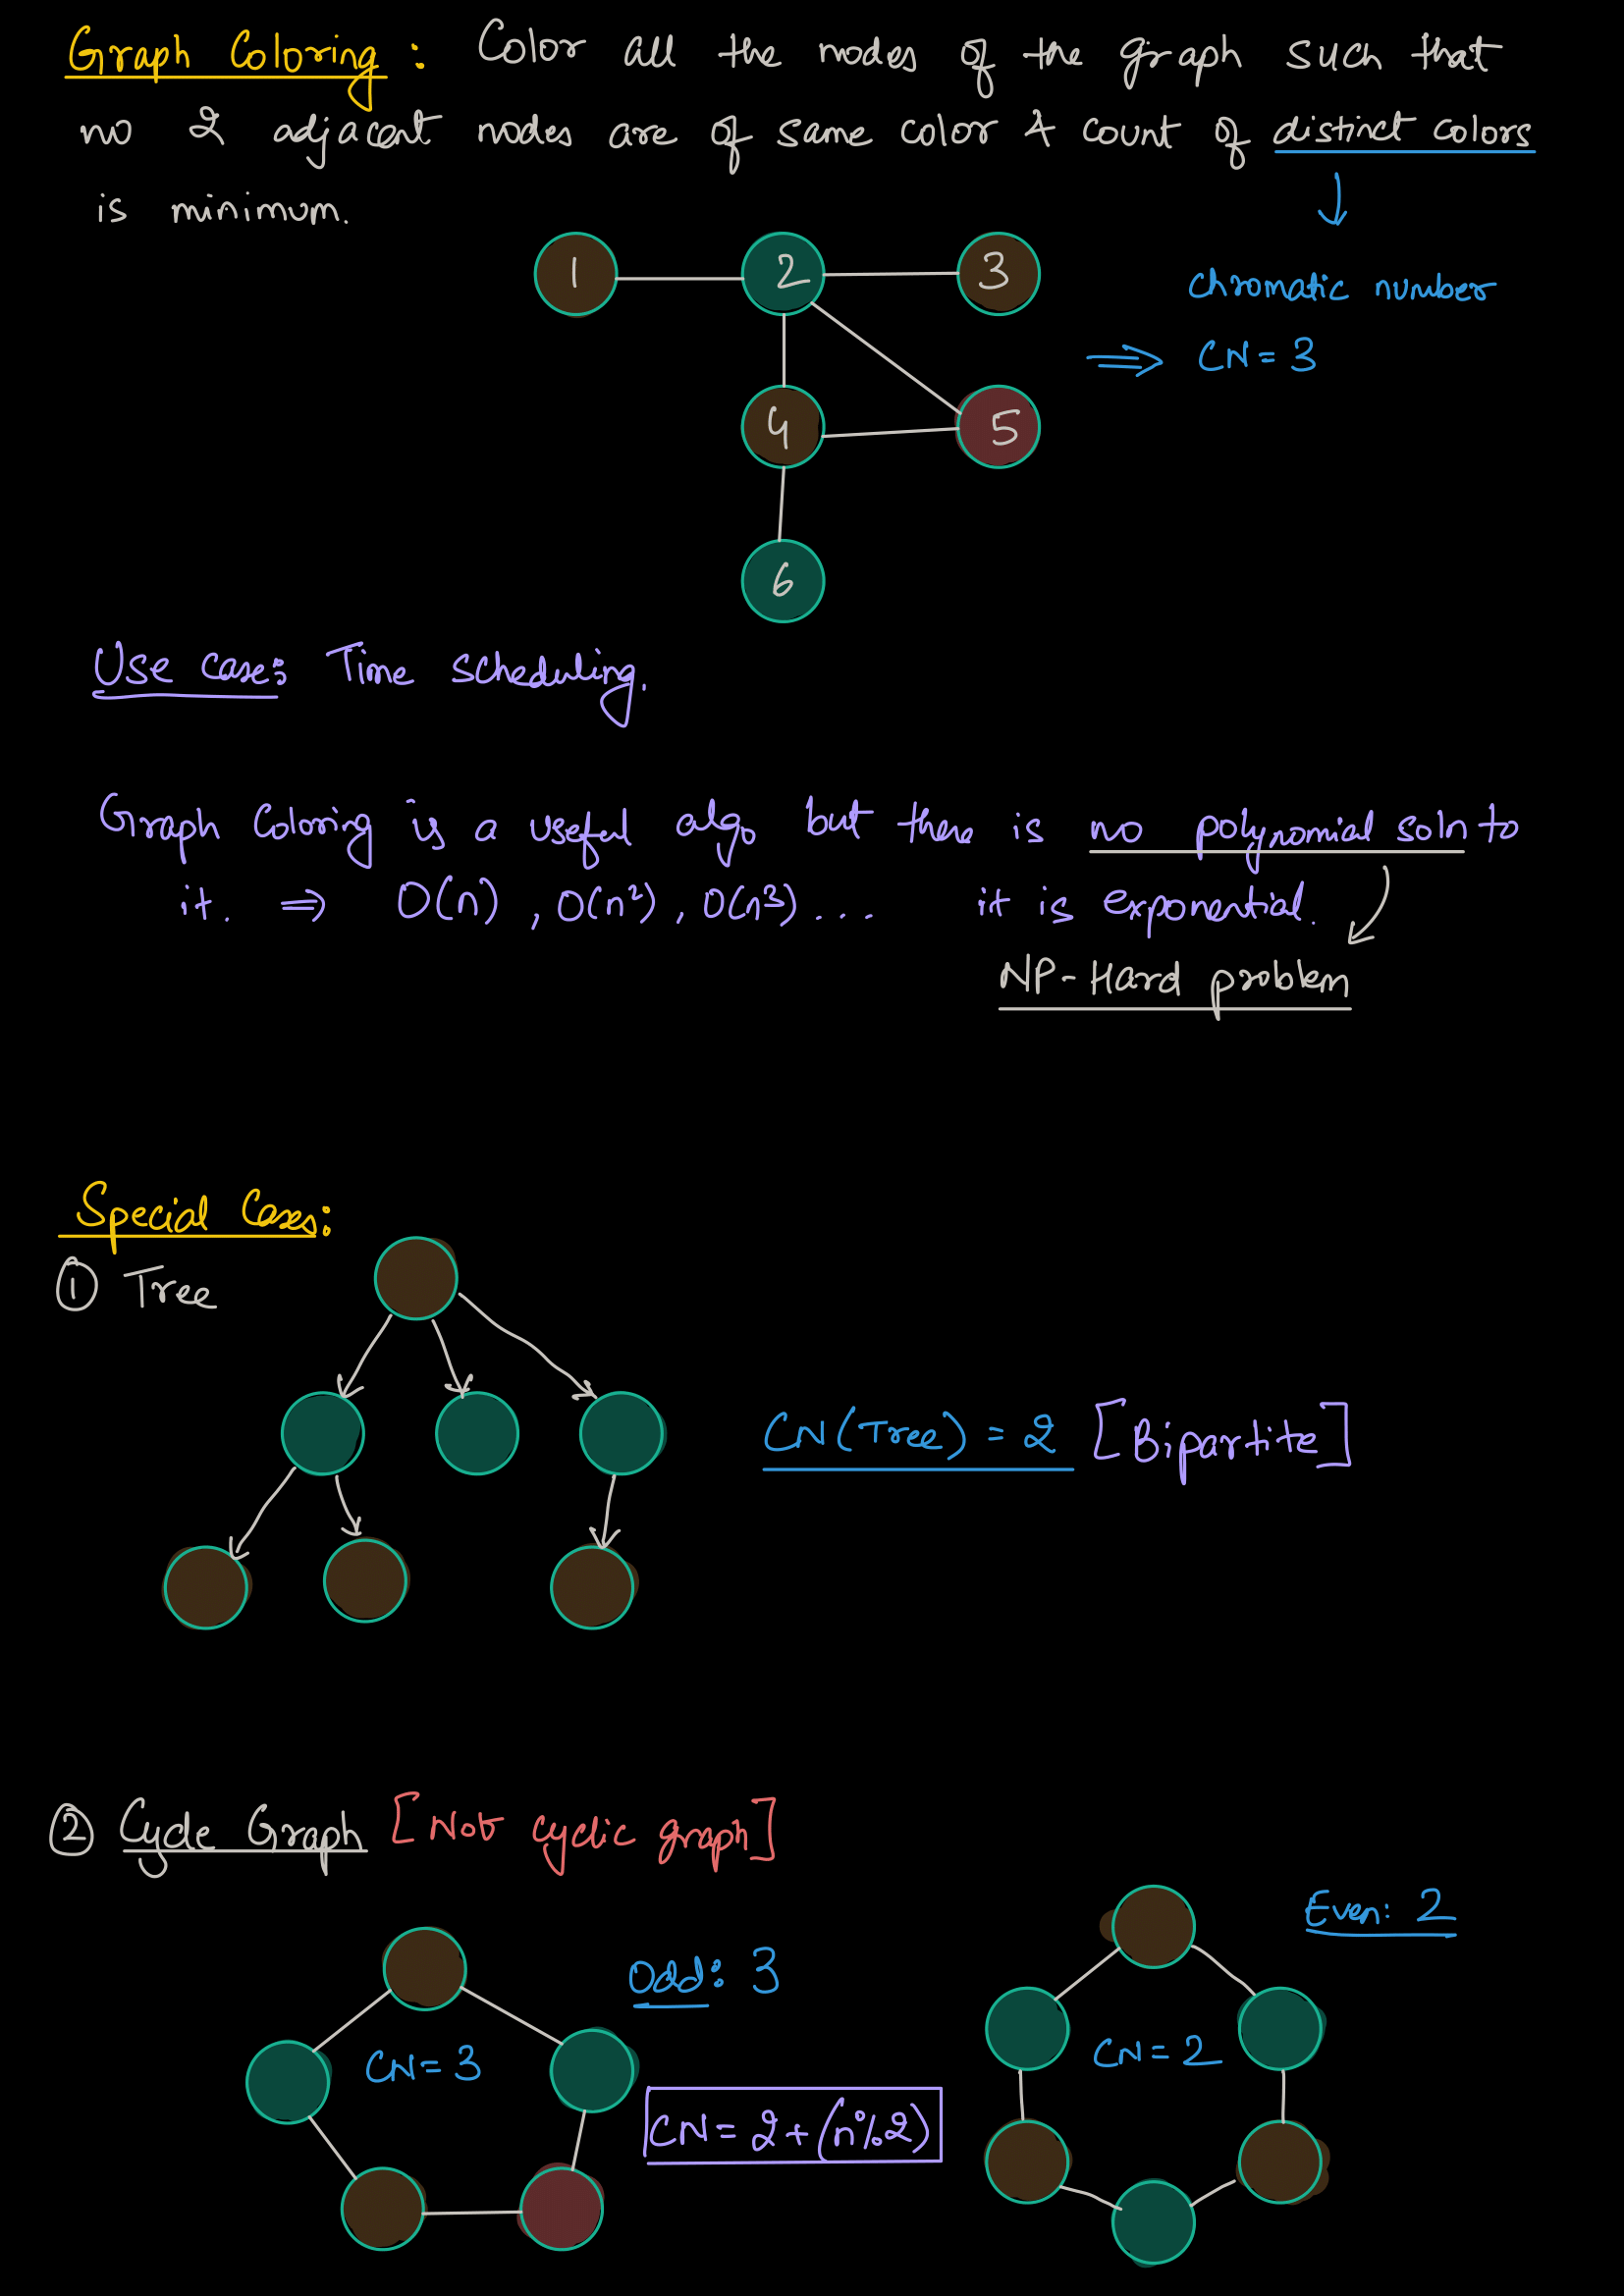 Graph Coloring : Color all the nodes of the graph such that
no 2 adjacent nodes are of same color & count of distinct colors
is minimum.
chromatic number
1 2 3
⇒ CN = 3
4 5
6
Use case: Time scheduling.
Graph Coloring is a useful algo but there is no polynomial soln to
it. ⇒ O(n), O(n²), O(n³)... it is exponential.
NP-Hard problem
Special Cases:
① Tree
CN(Tree) = 2 [Bipartite]
② Cycle Graph [Not cyclic graph]
Even: 2
Odd: 3
CN = 3
CN = 2
CN = 2+(n%2)